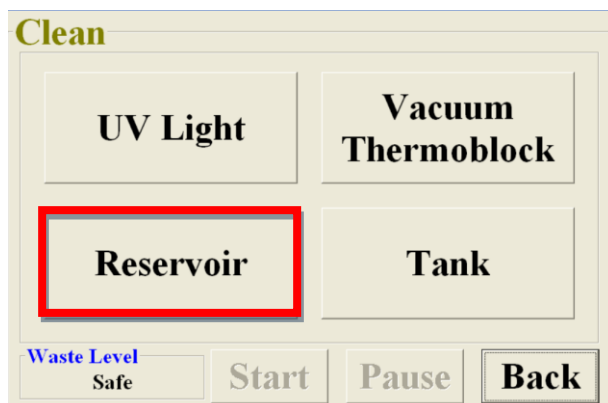 Clean
UV Light
Vacuum
Thermoblock
Reservoir
Tank
Waste Level
Safe
Start
Pause
Back